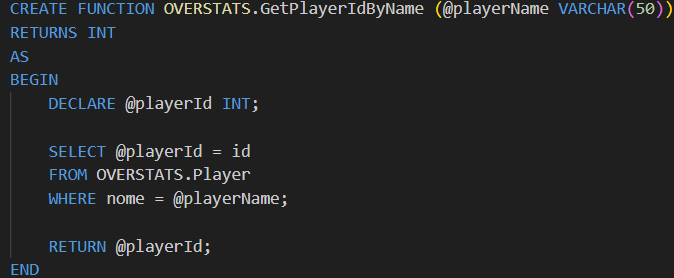 CREATE FUNCTION OVERSTATS.GetPlayerIdByName (@playerName VARCHAR(50))
RETURNS INT
AS
BEGIN
    DECLARE @playerId INT;

    SELECT @playerId = id
    FROM OVERSTATS.Player
    WHERE nome = @playerName;

    RETURN @playerId;
END